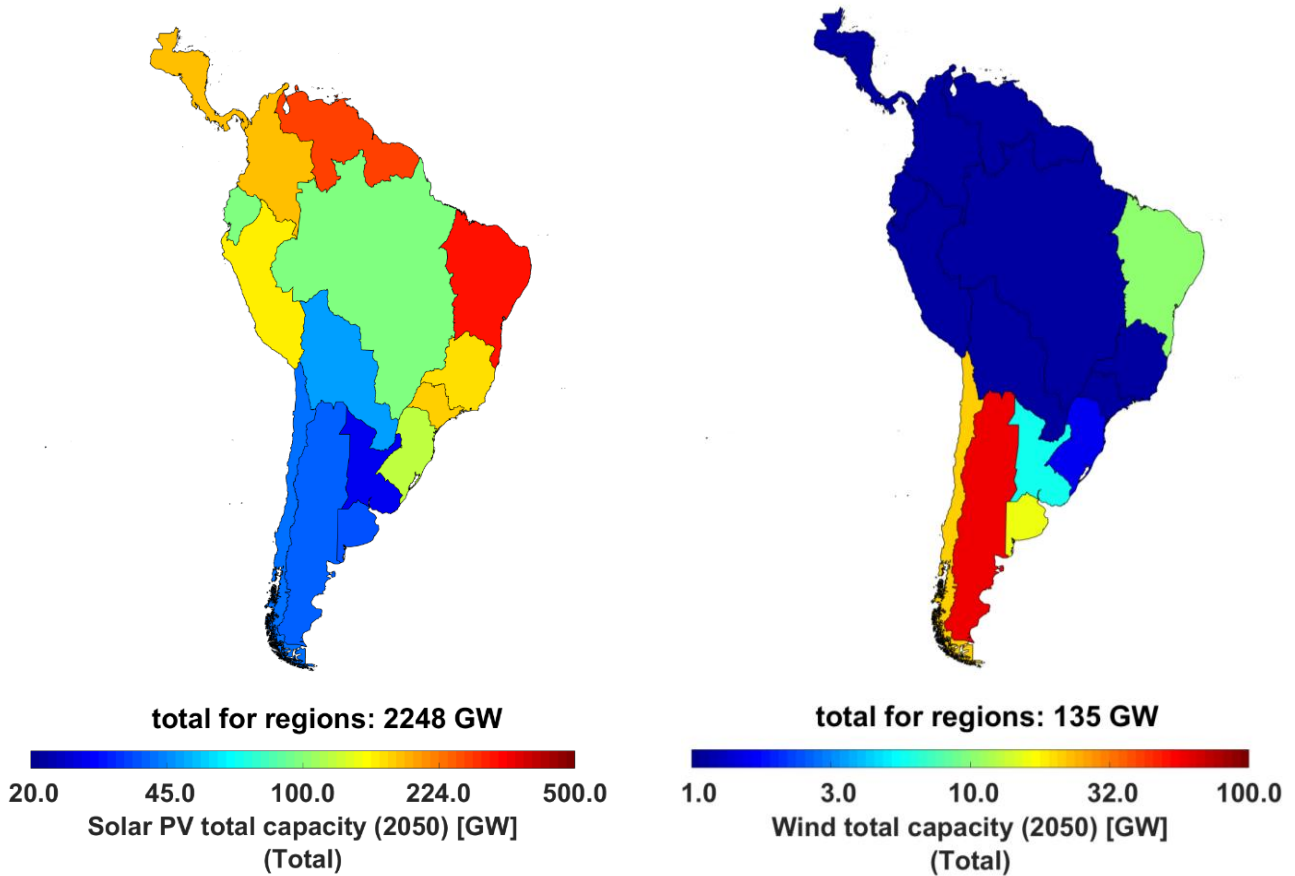 total for regions: 2248 GW
20.0 45.0 100.0 224.0 500.0
Solar PV total capacity (2050) [GW]
(Total)
total for regions: 135 GW
1.0 3.0 10.0 32.0 100.0
Wind total capacity (2050) [GW]
(Total)